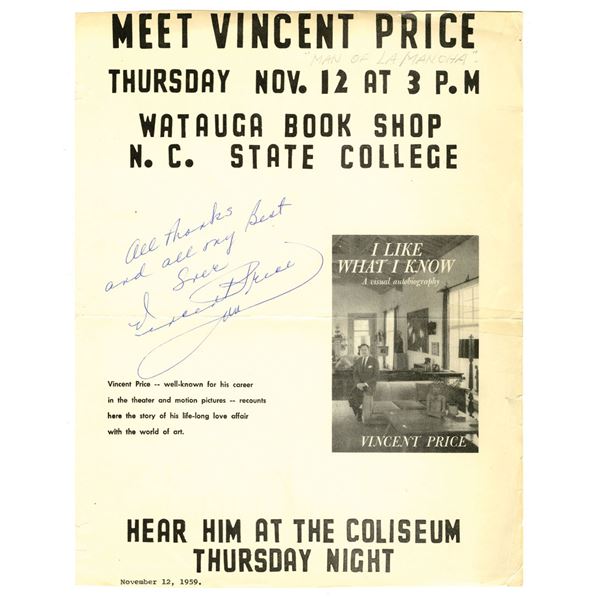 MEET VINCENT PRICE
"MAN OF LA MANCHA".
THURSDAY NOV. 12 AT 3 P.M
WATAUGA BOOK SHOP
N. C. STATE COLLEGE
All thanks
and all my Best
Ever
Vincent Price
I LIKE
WHAT I KNOW
A visual autobiography
VINCENT PRICE
Vincent Price -- well-known for his career
in the theater and motion pictures -- recounts
here the story of his life-long love affair
with the world of art.
HEAR HIM AT THE COLISEUM
THURSDAY NIGHT
November 12, 1959.